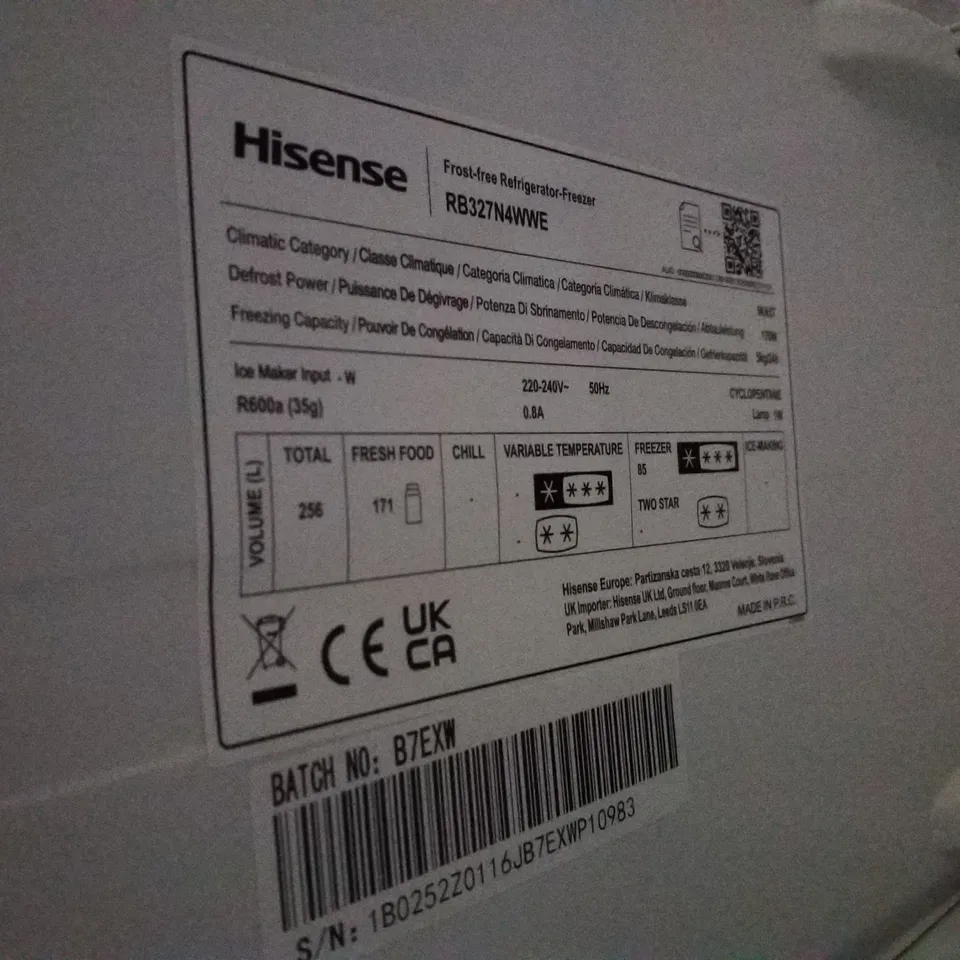 Hisense
Frost-free Refrigerator-Freezer
RB327N4WWE
Climatic Category / Classe Climatique / Categoria Climatica / Categoría Climática / Klimaklasse
Defrost Power / Puissance De Dégivrage / Potenza Di Sbrinamento / Potencia De Descongelación / Abtauleistung 170W
Freezing Capacity / Pouvoir De Congélation / Capacità Di Congelamento / Capacidad De Congelación / Gefrierkapazität
Ice Maker Input - W 220-240V~ 50Hz CYCLOPENTANE
R600a (35g) 0.8A Lamp 1W
VOLUME (L)
TOTAL FRESH FOOD CHILL VARIABLE TEMPERATURE FREEZER ICE-MAKING
85
256 171 - - TWO STAR -
- -
Hisense Europe: Partizanska cesta 12, 3320 Velenje, Slovenia
UK Importer: Hisense UK Ltd, Ground floor, Munroe Court, White Rose Office
Park, Millshaw Park Lane, Leeds LS11 0EA
MADE IN P.R.C.
CE UK CA
BATCH NO: B7EXW
S/N: 1B0252Z0116JB7EXWP10983